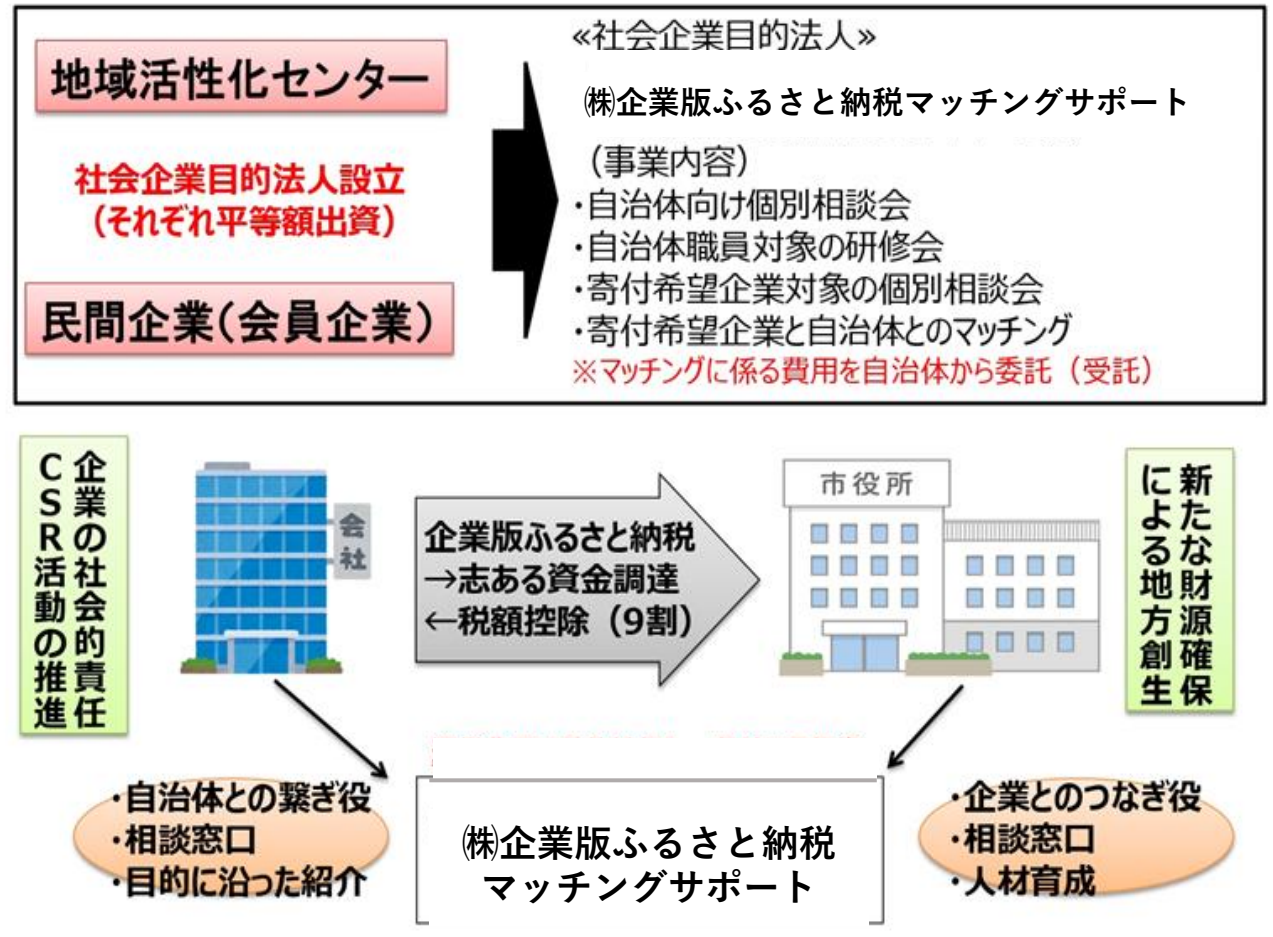 地域活性化センター
社会企業目的法人設立
（それぞれ平等額出資）
民間企業（会員企業）
≪社会企業目的法人≫
㈱企業版ふるさと納税マッチングサポート
（事業内容）
・自治体向け個別相談会
・自治体職員対象の研修会
・寄付希望企業対象の個別相談会
・寄付希望企業と自治体とのマッチング
※マッチングに係る費用を自治体から委託（受託）
企業の社会的責任
CSR活動の推進
会社
企業版ふるさと納税
→志ある資金調達
←税額控除（9割）
市役所
新たな財源確保
による地方創生
・自治体との繋ぎ役
・相談窓口
・目的に沿った紹介
㈱企業版ふるさと納税
マッチングサポート
・企業とのつなぎ役
・相談窓口
・人材育成